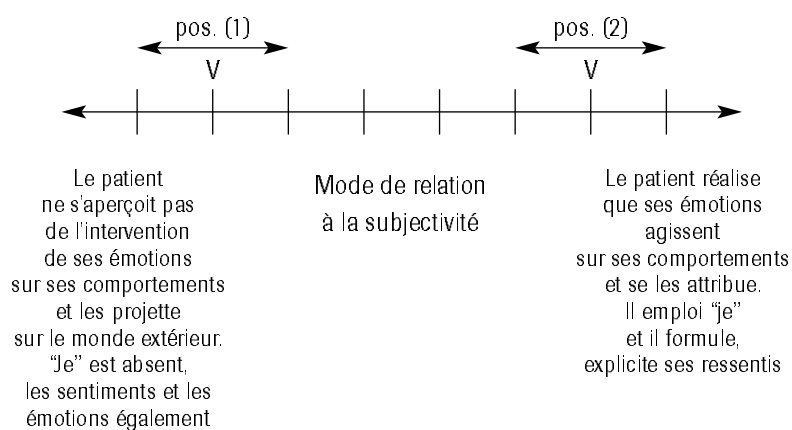 pos. (1)
V
pos. (2)
V
Le patient
ne s’aperçoit pas
de l’intervention
de ses émotions
sur ses comportements
et les projette
sur le monde extérieur.
“Je” est absent,
les sentiments et les
émotions également
Mode de relation
à la subjectivité
Le patient réalise
que ses émotions
agissent
sur ses comportements
et se les attribue.
Il emploi “je”
et il formule,
explicite ses ressentis